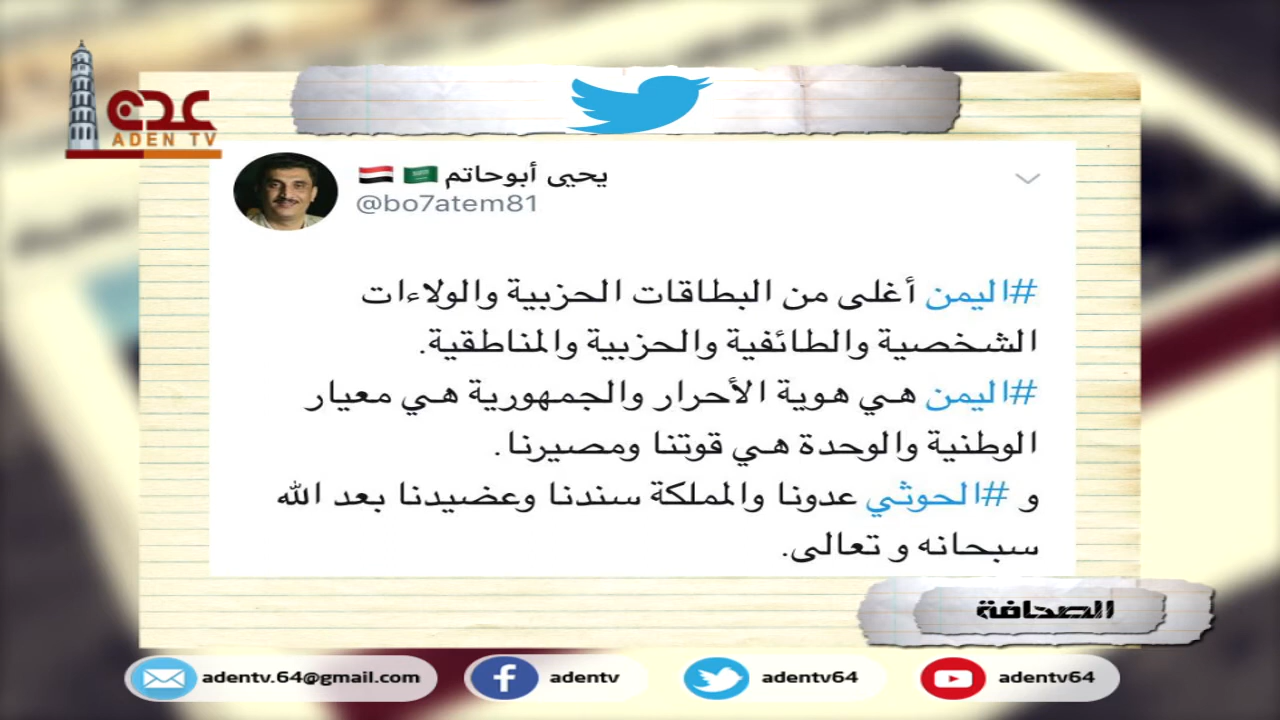 عدن
ADEN TV
يحيى أبوحاتم
@bo7atem81
#اليمن أغلى من البطاقات الحزبية والولاءات
الشخصية والطائفية والحزبية والمناطقية.
#اليمن هي هوية الأحرار والجمهورية هي معيار
الوطنية والوحدة هي قوتنا ومصيرنا.
و #الحوثي عدونا والمملكة سندنا وعضيدنا بعد الله
سبحانه و تعالى.
الصحافة
adentv.64@gmail.com
adentv
adentv64
adentv64